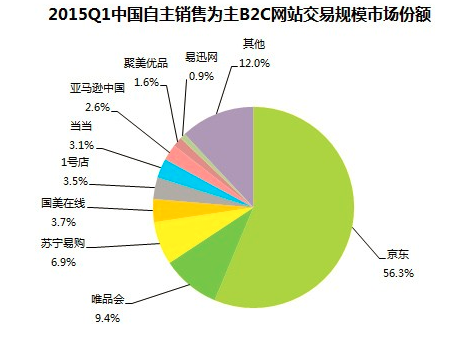 2015Q1中国自主销售为主B2C网站交易规模市场份额
其他
12.0%
易迅网
0.9%
聚美优品
1.6%
亚马逊中国
2.6%
当当
3.1%
1号店
3.5%
国美在线
3.7%
苏宁易购
6.9%
唯品会
9.4%
京东
56.3%